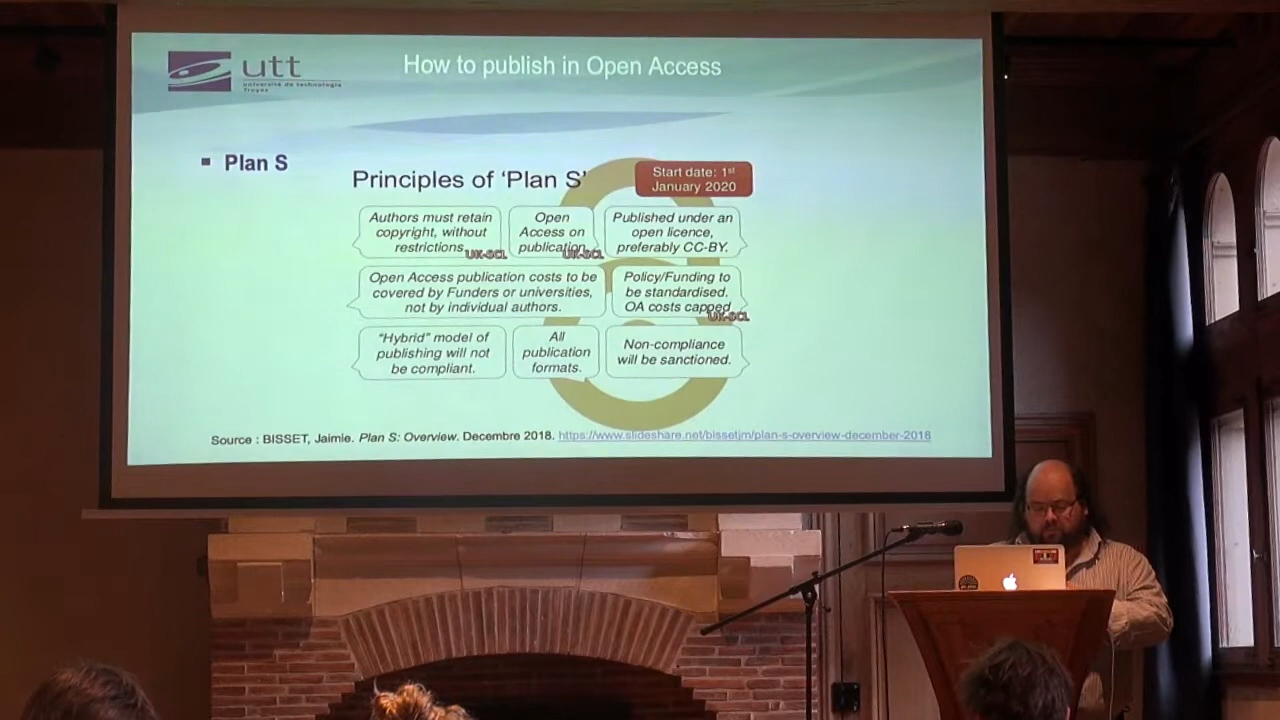 utt
université de technologie
Troyes
How to publish in Open Access
Plan S
Principles of 'Plan S'
Start date: 1st
January 2020
Authors must retain
copyright, without
restrictions.
UK-SCL
Open
Access on
publication.
UK-SCL
Published under an
open licence,
preferably CC-BY.
Open Access publication costs to be
covered by Funders or universities,
not by individual authors.
Policy/Funding to
be standardised.
OA costs capped
UK-SCL
"Hybrid" model of
publishing will not
be compliant.
All
publication
formats.
Non-compliance
will be sanctioned.
Source : BISSET, Jaimie. Plan S: Overview. Decembre 2018. https://www.slideshare.net/bissetjm/plan-s-overview-december-2018